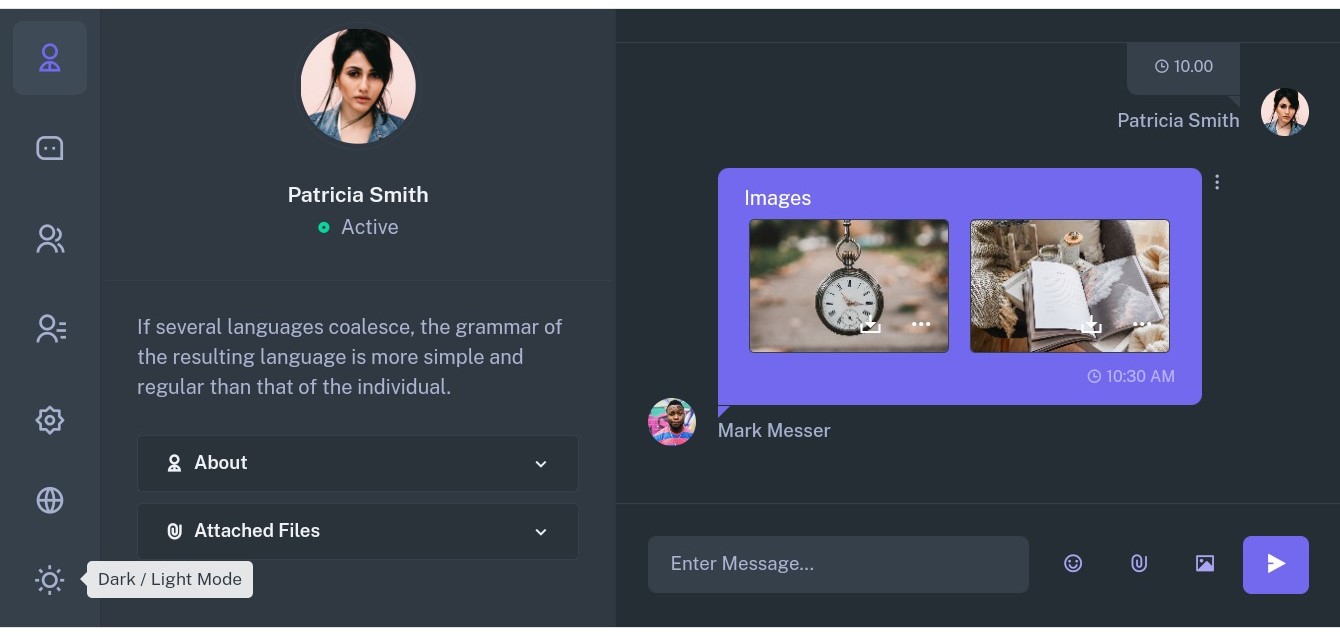 Patricia Smith
Active
If several languages coalesce, the grammar of
the resulting language is more simple and
regular than that of the individual.
About
Attached Files
Dark / Light Mode
10.00
Patricia Smith
Images
10:30 AM
Mark Messer
Enter Message...